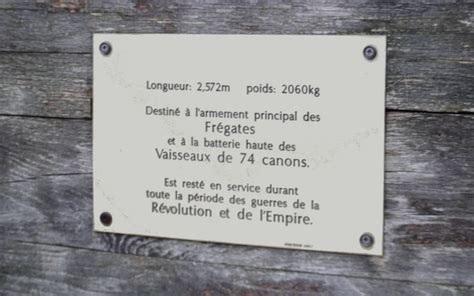 Longueur: 2,572m poids: 2060kg
Destiné à l'armement principal des
Frégates
et à la batterie haute des
Vaisseaux de 74 canons.
Est resté en service durant
toute la période des guerres de la
Révolution et de l'Empire.